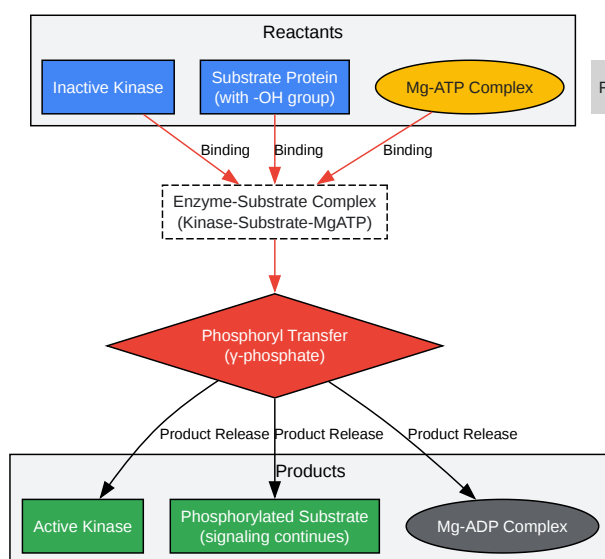 Reactants
Inactive Kinase
Substrate Protein
(with -OH group)
Mg-ATP Complex
Binding
Binding
Binding
Enzyme-Substrate Complex
(Kinase-Substrate-MgATP)
Phosphoryl Transfer
(γ-phosphate)
Product Release
Product Release
Product Release
Products
Active Kinase
Phosphorylated Substrate
(signaling continues)
Mg-ADP Complex